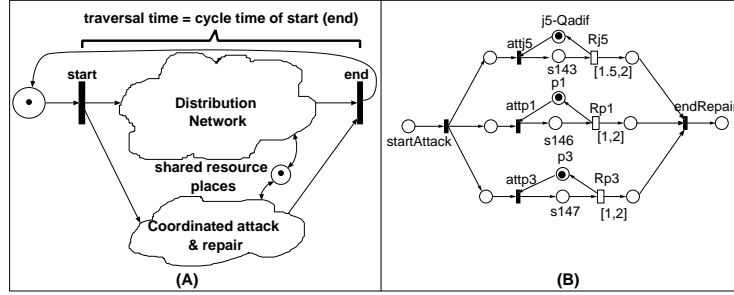 traversal time = cycle time of start (end)
start
end
Distribution
Network
shared resource
places
Coordinated attack
& repair
(A)
j5-Qadif
attj5
Rj5
s143
[1.5,2]
p1
attp1
Rp1
startAttack
s146
[1,2]
endRepair
p3
attp3
Rp3
s147
[1,2]
(B)